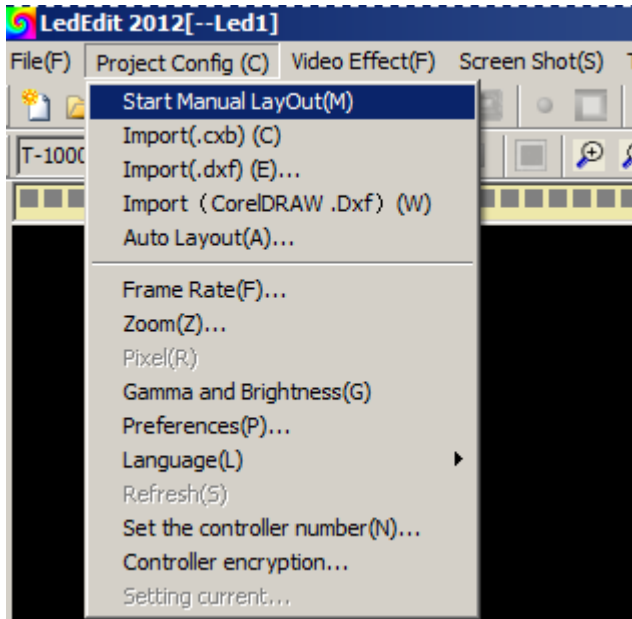 LedEdit 2012[--Led1]
File(F) Project Config (C) Video Effect(F) Screen Shot(S)
Start Manual LayOut(M)
Import(.cxb) (C)
T-1000
Import(.dxf) (E)...
Import（CorelDRAW .Dxf）(W)
Auto Layout(A)...
Frame Rate(F)...
Zoom(Z)...
Pixel(R)
Gamma and Brightness(G)
Preferences(P)...
Language(L)
Refresh(S)
Set the controller number(N)...
Controller encryption...
Setting current...